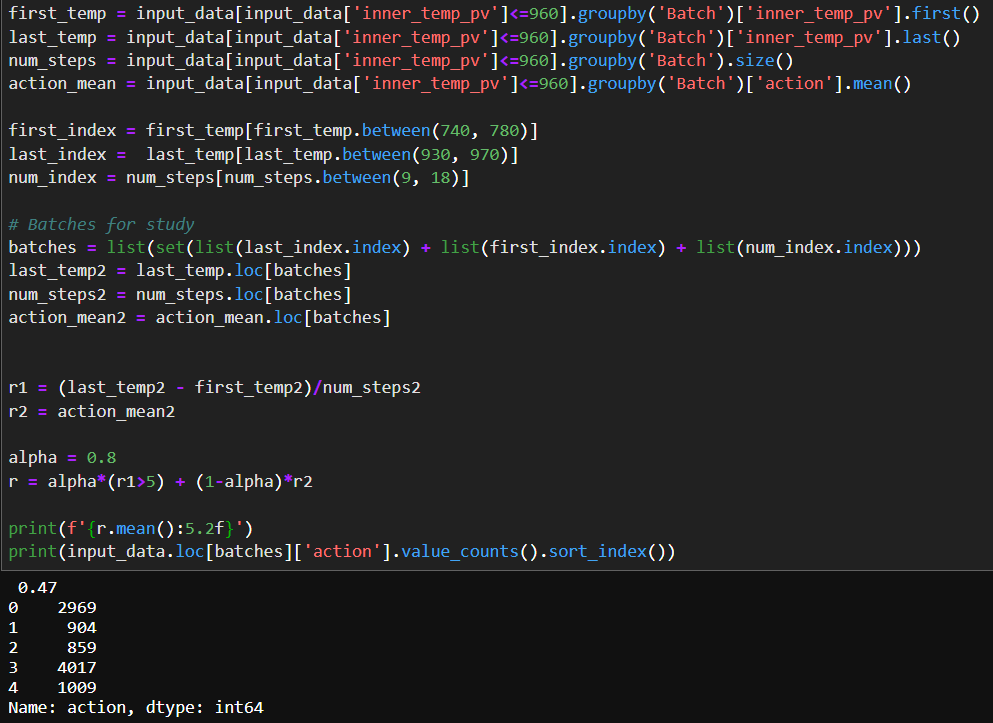 first_temp = input_data[input_data['inner_temp_pv']<=960].groupby('Batch')['inner_temp_pv'].first()
last_temp = input_data[input_data['inner_temp_pv']<=960].groupby('Batch')['inner_temp_pv'].last()
num_steps = input_data[input_data['inner_temp_pv']<=960].groupby('Batch').size()
action_mean = input_data[input_data['inner_temp_pv']<=960].groupby('Batch')['action'].mean()
first_index = first_temp[first_temp.between(740, 780)]
last_index =  last_temp[last_temp.between(930, 970)]
num_index = num_steps[num_steps.between(9, 18)]
# Batches for study
batches = list(set(list(last_index.index) + list(first_index.index) + list(num_index.index)))
last_temp2 = last_temp.loc[batches]
num_steps2 = num_steps.loc[batches]
action_mean2 = action_mean.loc[batches]
r1 = (last_temp2 - first_temp2)/num_steps2
r2 = action_mean2
alpha = 0.8
r = alpha*(r1>5) + (1-alpha)*r2
print(f'{r.mean():5.2f}')
print(input_data.loc[batches]['action'].value_counts().sort_index())
0.47
0    2969
1     904
2     859
3    4017
4    1009
Name: action, dtype: int64